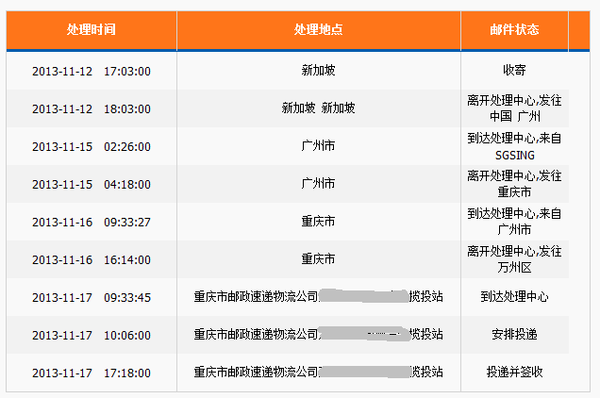 处理时间 处理地点 邮件状态
2013-11-12 17:03:00 新加坡 收寄
2013-11-12 18:03:00 新加坡 新加坡 离开处理中心,发往
中国 广州
2013-11-15 02:26:00 广州市 到达处理中心,来自
SGSING
2013-11-15 04:18:00 广州市 离开处理中心,发往
重庆市
2013-11-16 09:33:27 重庆市 到达处理中心,来自
广州市
2013-11-16 16:14:00 重庆市 离开处理中心,发往
万州区
2013-11-17 09:33:45 重庆市邮政速递物流公司 揽投站 到达处理中心
2013-11-17 10:06:00 重庆市邮政速递物流公司 揽投站 安排投递
2013-11-17 17:18:00 重庆市邮政速递物流公司 揽投站 投递并签收